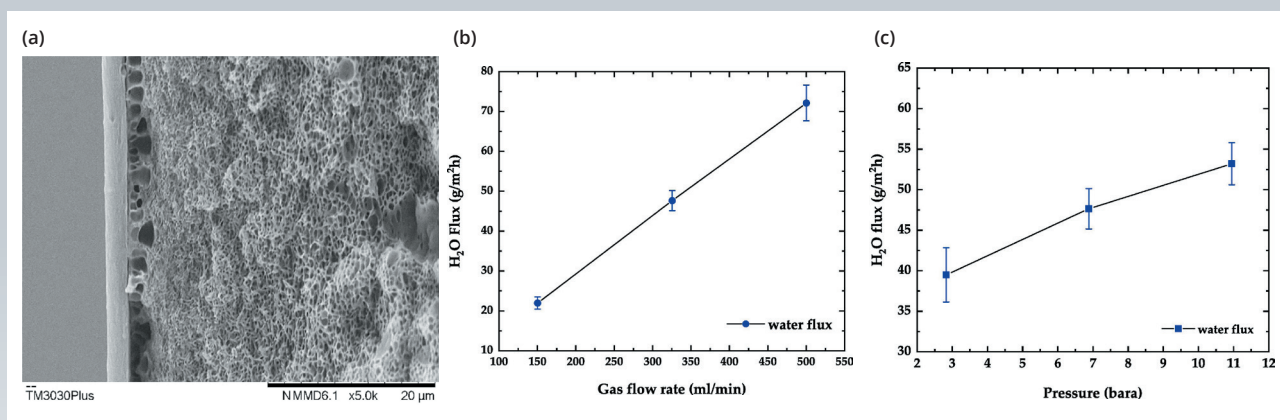 (a)
TM3030Plus
NMMD6.1 x5.0k 20 µm
(b)
80
70
60
50
40
30
20
10
H₂O Flux (g/m²h)
water flux
100 150 200 250 300 350 400 450 500 550
Gas flow rate (ml/min)
(c)
65
60
55
50
45
40
35
30
H₂O flux (g/m²h)
water flux
2 3 4 5 6 7 8 9 10 11 12
Pressure (bara)